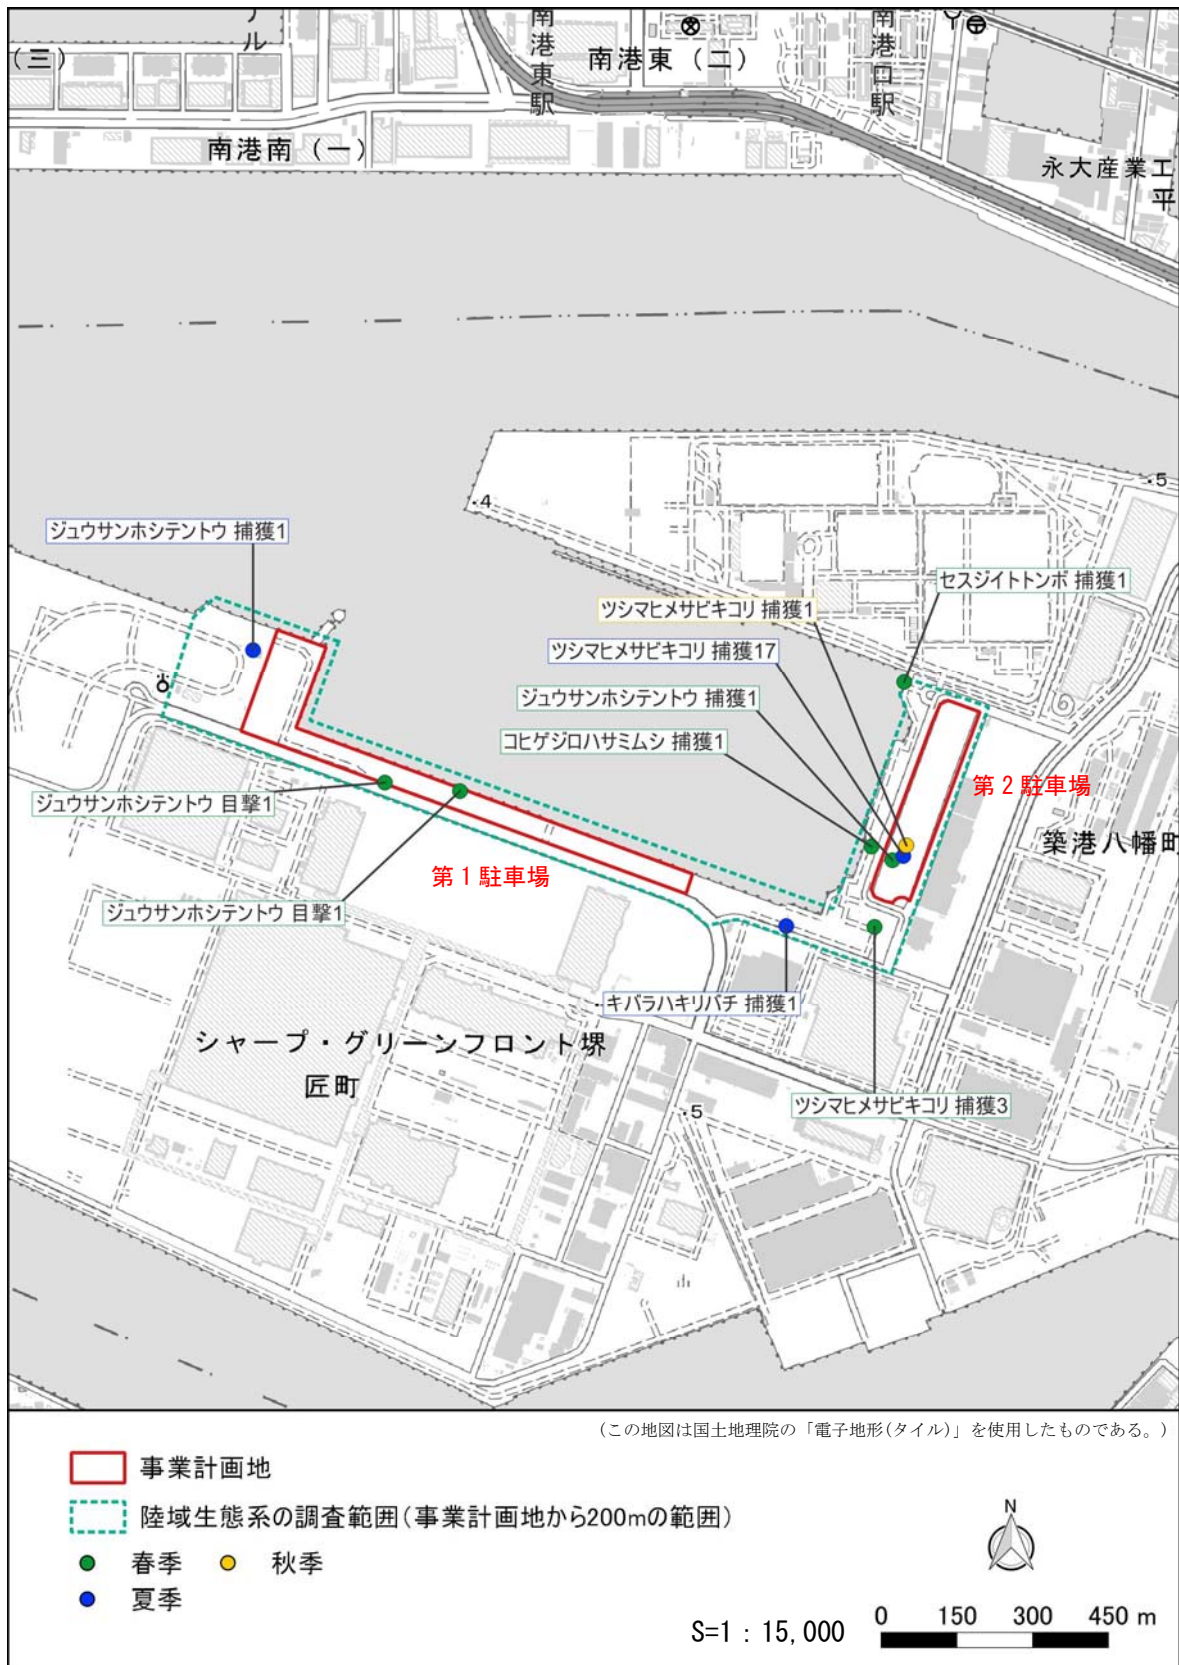 ナル
(三)
南港東駅
南港東（二）
南港口駅
南港南（一）
永大産業工
平
・4
・5
ジュウサンホシテントウ 捕獲1
セスジイトトンボ 捕獲1
ツシマヒメサビキコリ 捕獲1
ツシマヒメサビキコリ 捕獲17
ジュウサンホシテントウ 捕獲1
コヒゲジロハサミムシ 捕獲1
ジュウサンホシテントウ 目撃1
第２駐車場
築港八幡町
第１駐車場
ジュウサンホシテントウ 目撃1
キバラハキリバチ 捕獲1
シャープ・グリーンフロント堺
匠町
ツシマヒメサビキコリ 捕獲3
・5
(この地図は国土地理院の「電子地形(タイル)」を使用したものである。)
事業計画地
陸域生態系の調査範囲(事業計画地から200mの範囲)
春季 秋季
夏季
N
S=1：15,000
0 150 300 450 m